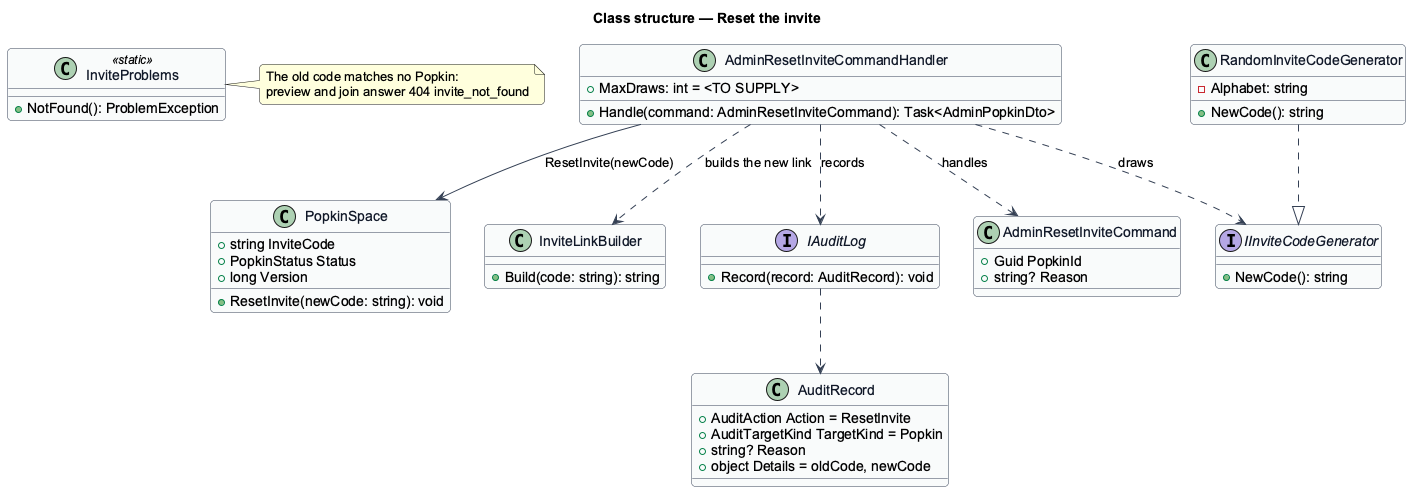 Class structure — Reset the invite
«static»
C InviteProblems
NotFound(): ProblemException
The old code matches no Popkin:
preview and join answer 404 invite_not_found
C AdminResetInviteCommandHandler
MaxDraws: int = <TO SUPPLY>
Handle(command: AdminResetInviteCommand): Task<AdminPopkinDto>
C RandomInviteCodeGenerator
Alphabet: string
NewCode(): string
ResetInvite(newCode)
builds the new link
records
handles
draws
C PopkinSpace
string InviteCode
PopkinStatus Status
long Version
ResetInvite(newCode: string): void
C InviteLinkBuilder
Build(code: string): string
I IAuditLog
Record(record: AuditRecord): void
C AdminResetInviteCommand
Guid PopkinId
string? Reason
I IInviteCodeGenerator
NewCode(): string
C AuditRecord
AuditAction Action = ResetInvite
AuditTargetKind TargetKind = Popkin
string? Reason
object Details = oldCode, newCode